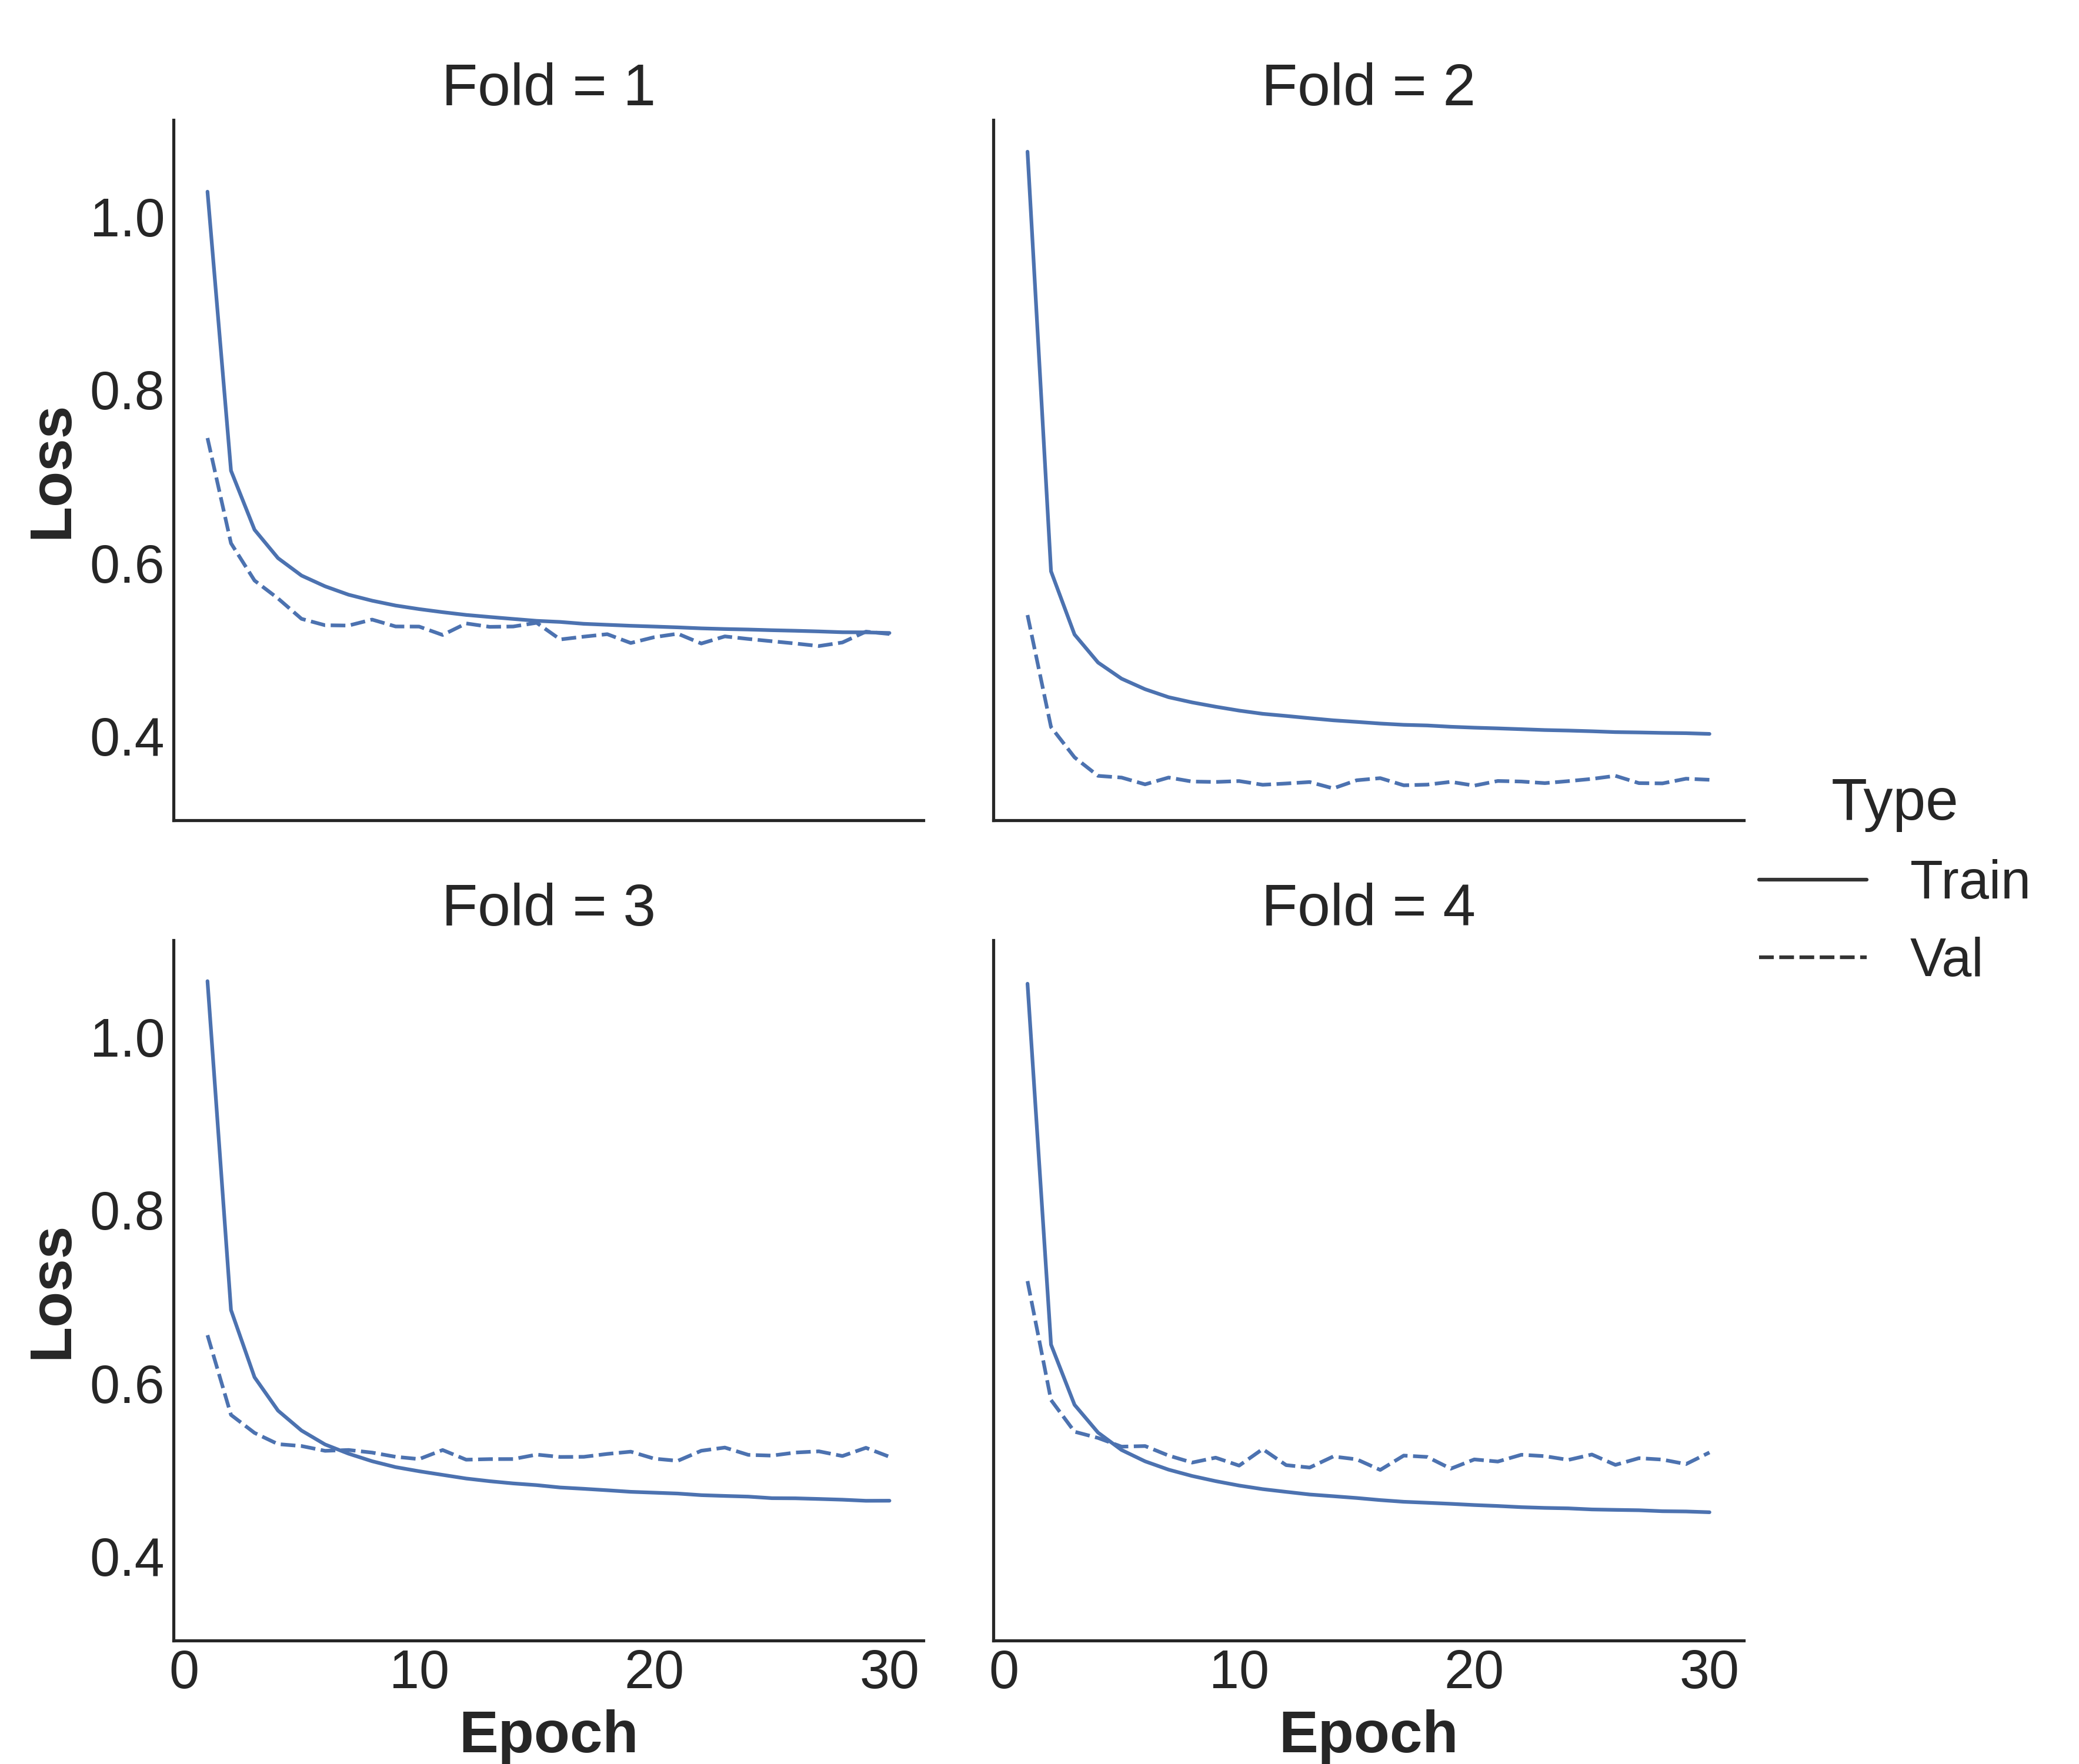 Fold = 1
Fold = 2
1.0
0.8
0.6
0.4
Loss
Type
Train
Val
Fold = 3
Fold = 4
1.0
0.8
0.6
0.4
Loss
0 10 20 30
0 10 20 30
Epoch
Epoch